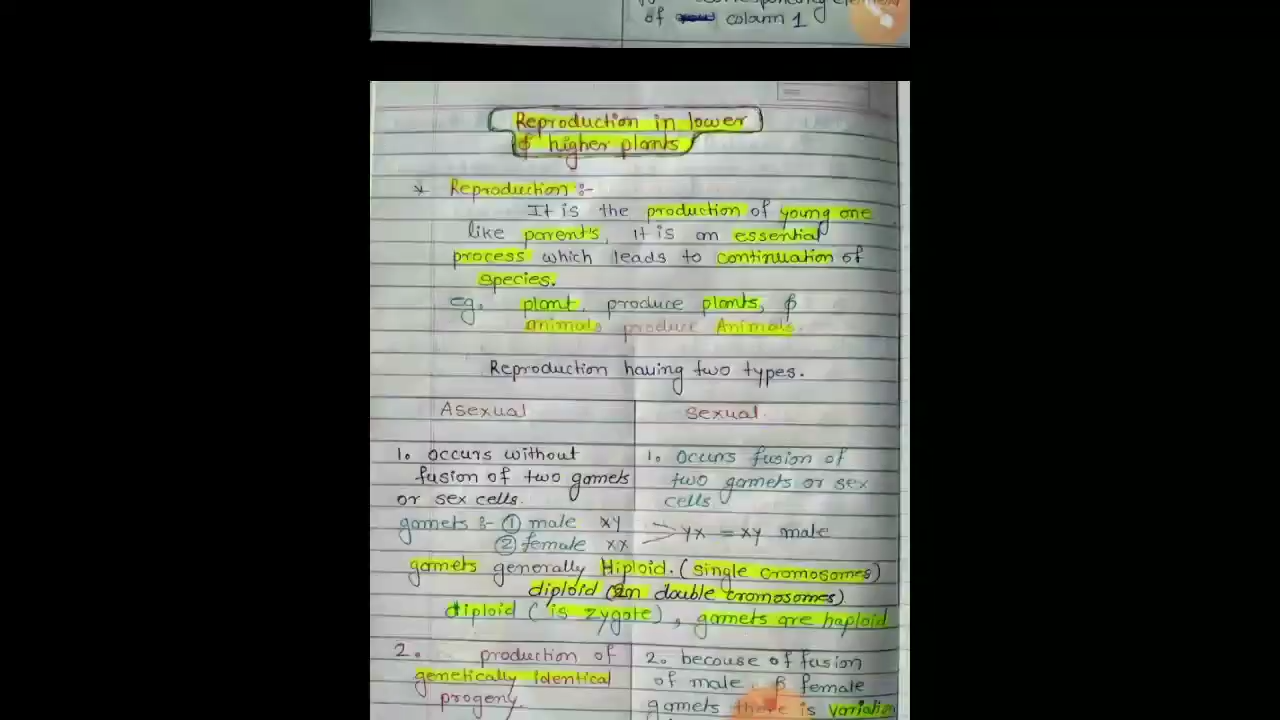 of colamn 1
Reproduction in lower
& higher plants
* Reproduction :-
It is the production of young one
like parent's, it is an essential
process which leads to continuation of
species.
eg. plant produce plants, &
animals produce Animals.
Reproduction having two types.
Asexual
Sexual.
1. occurs without
fusion of two gamets
or sex cells.
1. Occurs fusion of
two gamets or sex
cells
gamets :- ① male xy
② female xx
yx = xy male
gamets generally Hiploid. (single cromosomes)
diploid (2n double cromosomes)
diploid ( is zygote), gamets are haploid
2. production of
genetically identical
progeny.
2. becouse of fusion
of male & female
gamets there is variation